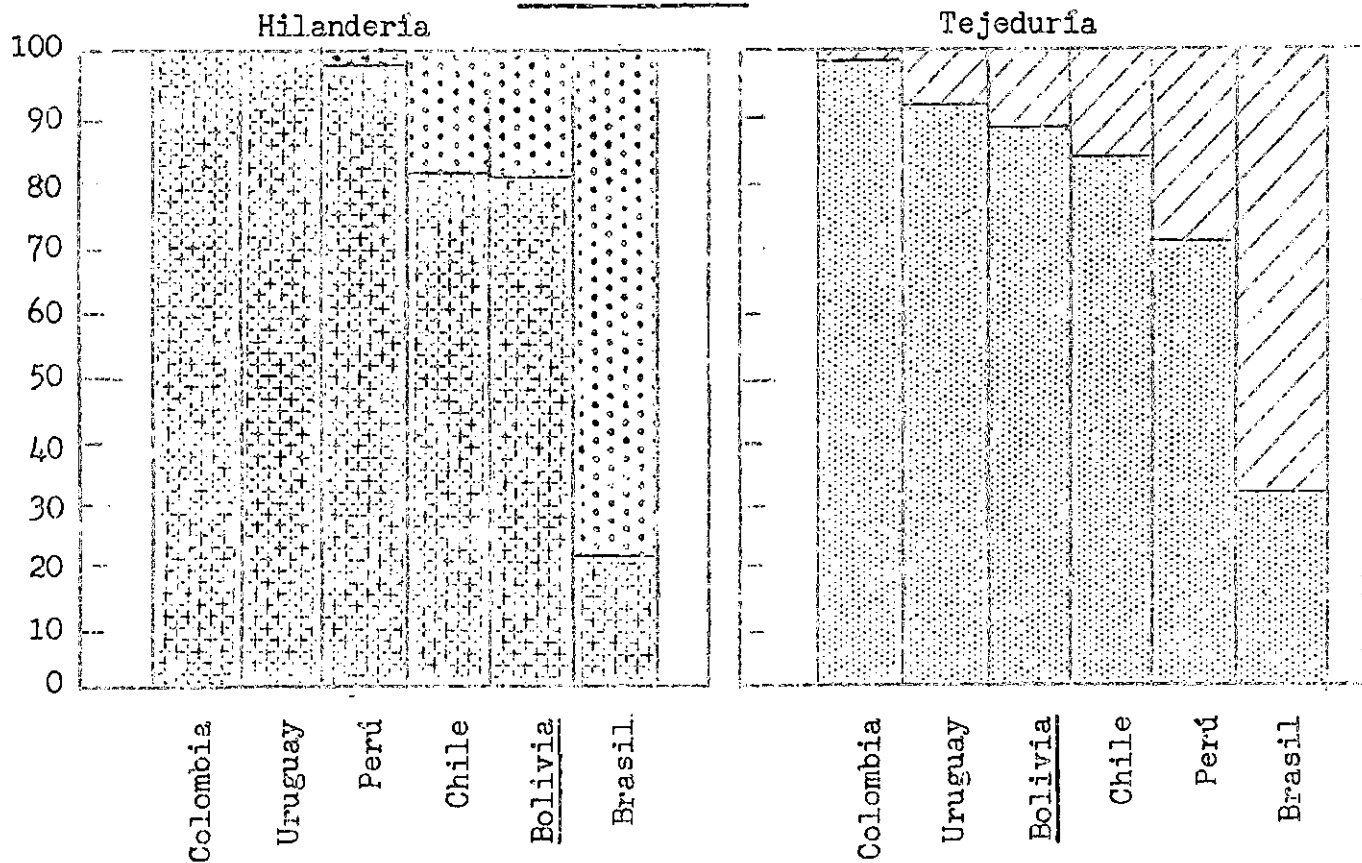 Hilandería
Tejeduría
100
90
80
70
60
50
40
30
20
10
0
Colombia
Uruguay
Perú
Chile
Bolivia
Brasil
Colombia
Uruguay
Bolivia
Chile
Perú
Brasil